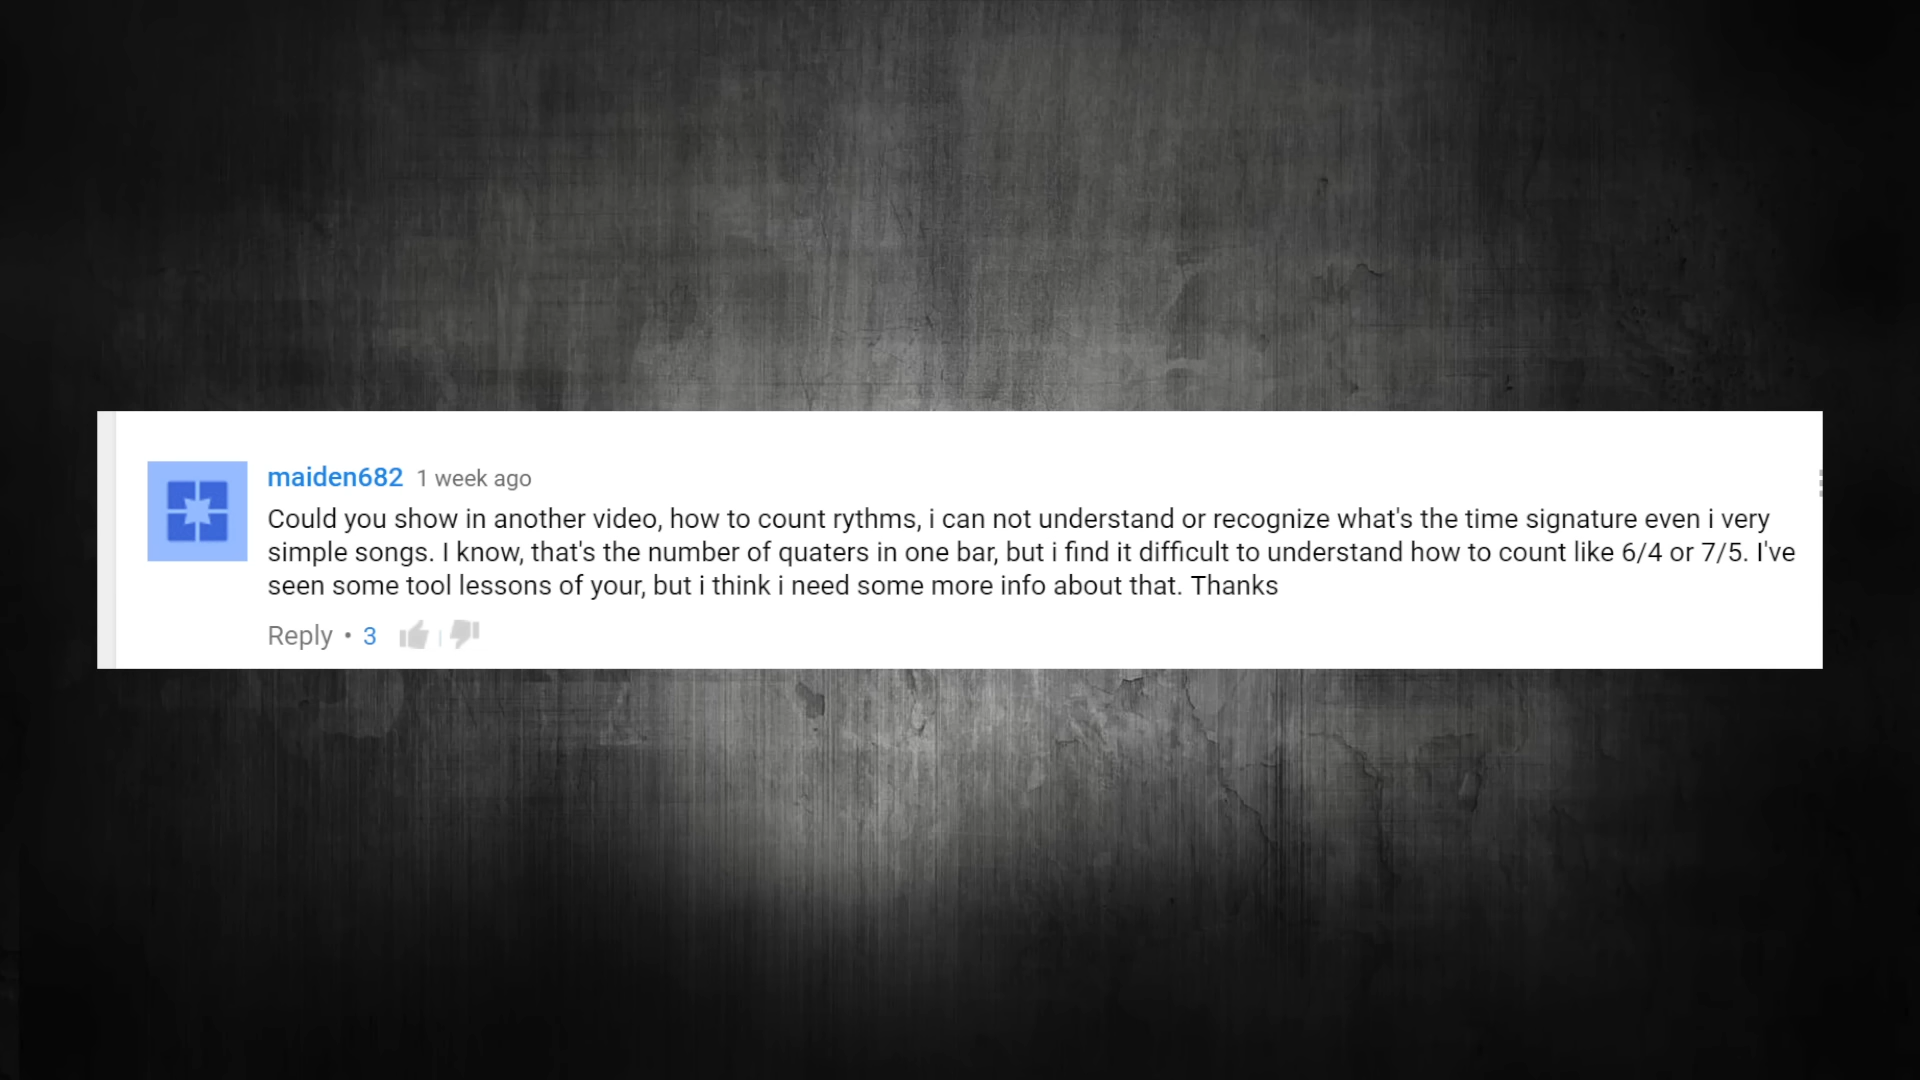 maiden682 1 week ago
Could you show in another video, how to count rythms, i can not understand or recognize what's the time signature even i very
simple songs. I know, that's the number of quaters in one bar, but i find it difficult to understand how to count like 6/4 or 7/5. I've
seen some tool lessons of your, but i think i need some more info about that. Thanks
Reply • 3